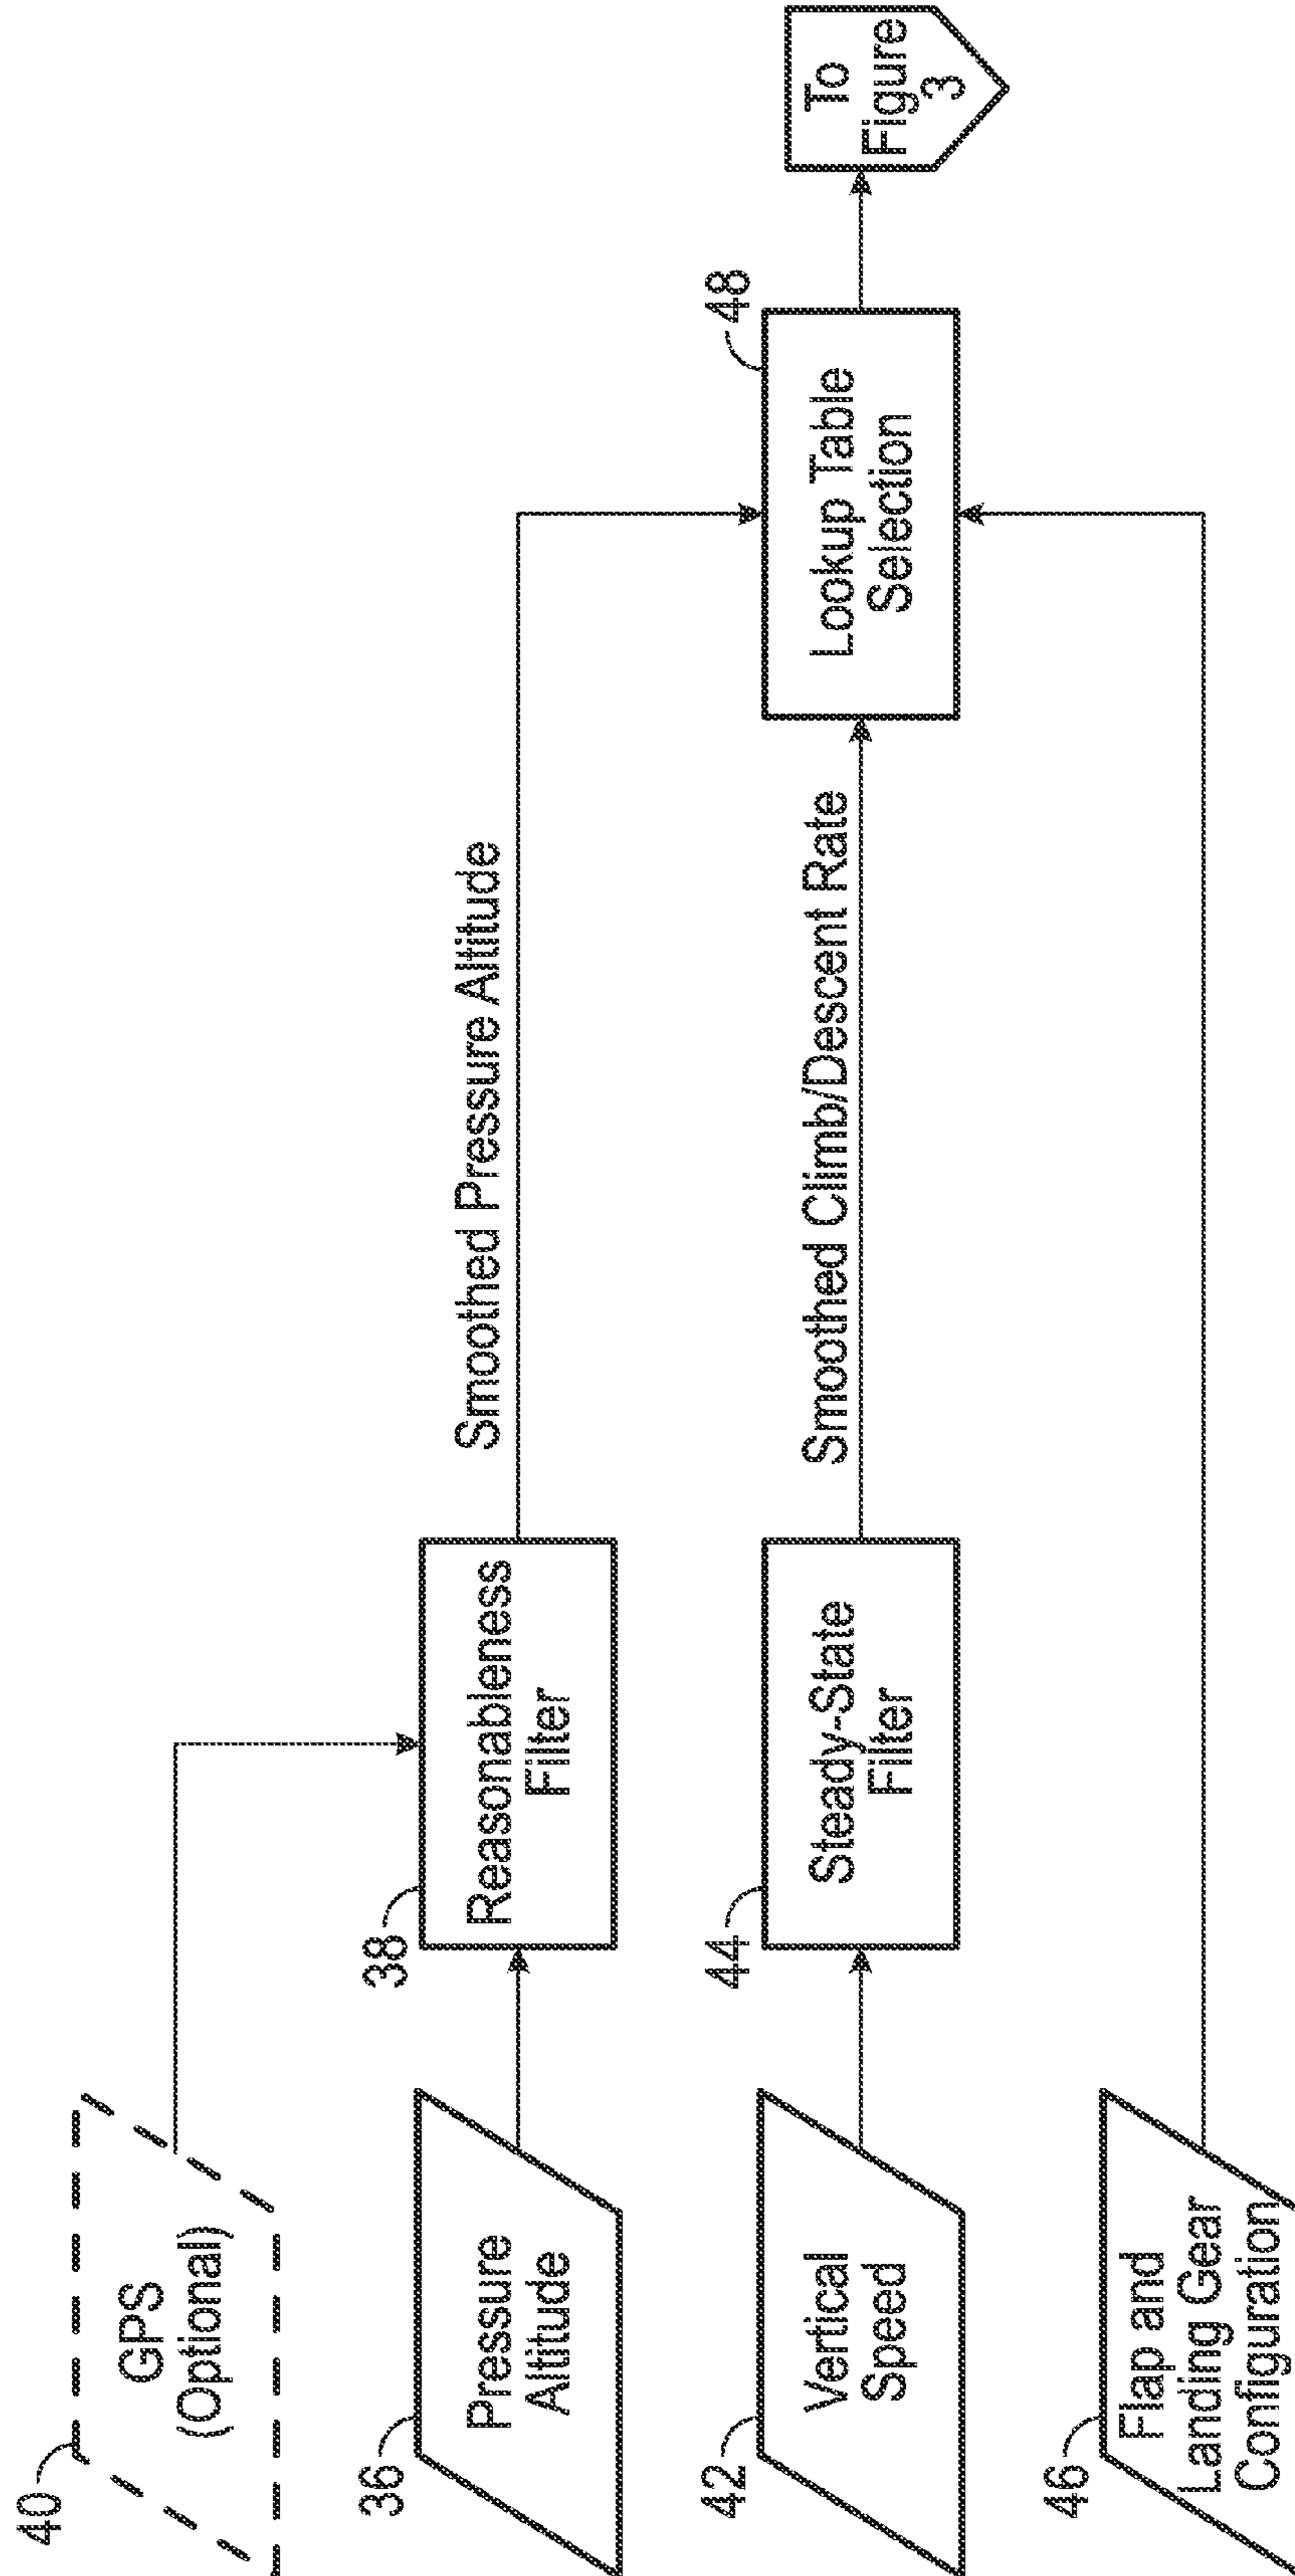 40
GPS
(Optional)
36
Pressure
Altitude
38
Reasonableness
Filter
Smoothed Pressure Altitude
42
Vertical
Speed
44
Steady-State
Filter
Smoothed Climb/Descent Rate
48
Lookup Table
Selection
To
Figure
3
46
Flap and
Landing Gear
Configuration